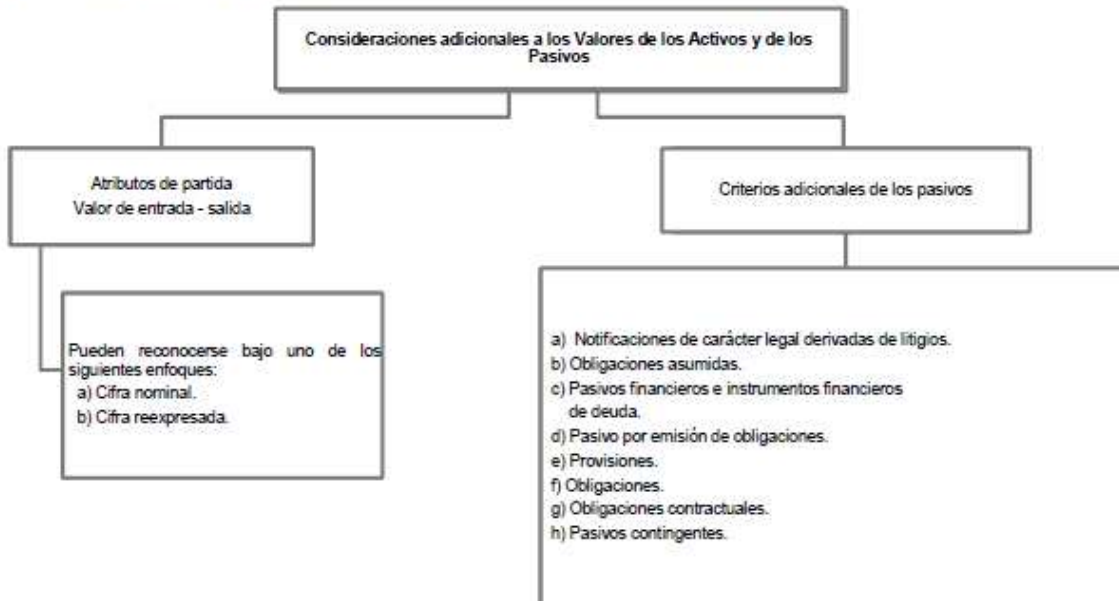 Consideraciones adicionales a los Valores de los Activos y de los
Pasivos
Atributos de partida
Valor de entrada - salida
Criterios adicionales de los pasivos
Pueden reconocerse bajo uno de los
siguientes enfoques:
a) Cifra nominal.
b) Cifra reexpresada.
a) Notificaciones de carácter legal derivadas de litigios.
b) Obligaciones asumidas.
c) Pasivos financieros e instrumentos financieros
de deuda.
d) Pasivo por emisión de obligaciones.
e) Provisiones.
f) Obligaciones.
g) Obligaciones contractuales.
h) Pasivos contingentes.